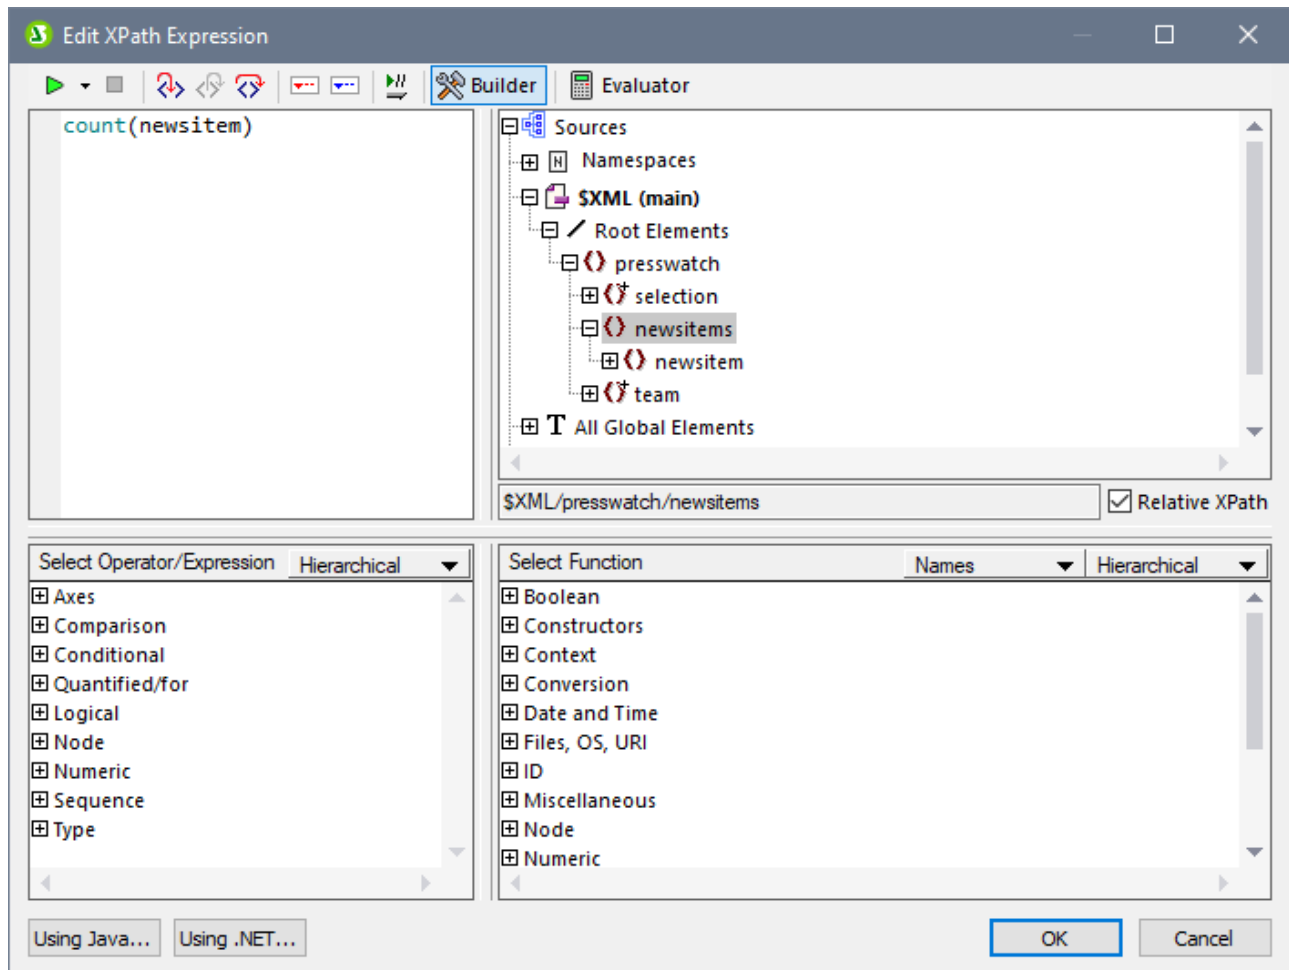 Edit XPath Expression
Builder
Evaluator
count(newsitem)
Sources
N Namespaces
$XML (main)
Root Elements
presswatch
selection
newsitems
newsitem
team
T All Global Elements
$XML/presswatch/newsitems
Relative XPath
Select Operator/Expression Hierarchical
Axes
Comparison
Conditional
Quantified/for
Logical
Node
Numeric
Sequence
Type
Select Function Names Hierarchical
Boolean
Constructors
Context
Conversion
Date and Time
Files, OS, URI
ID
Miscellaneous
Node
Numeric
Using Java... Using .NET... OK Cancel